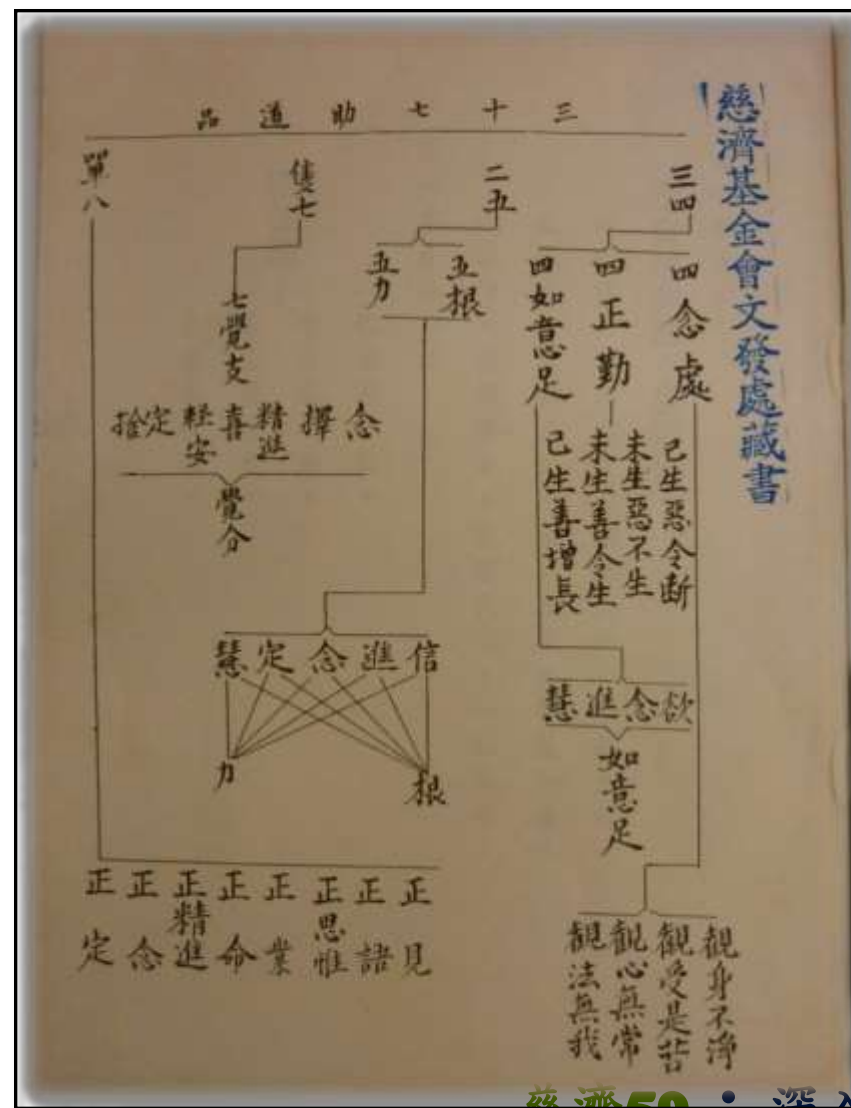 慈濟基金會文發處藏書
三十七助道品
三四
四念處
四正勤
四如意足
已生惡令斷
未生惡不生
未生善令生
已生善增長
欲念進慧
如意足
觀身不淨
觀受是苦
觀心無常
觀法無我
二五
五根
五力
信進念定慧
根
力
隻七
七覺支
念
擇
精進
喜
輕安
定
捨
覺分
單八
正見
正語
正思惟
正業
正命
正精進
正念
正定
慈濟50